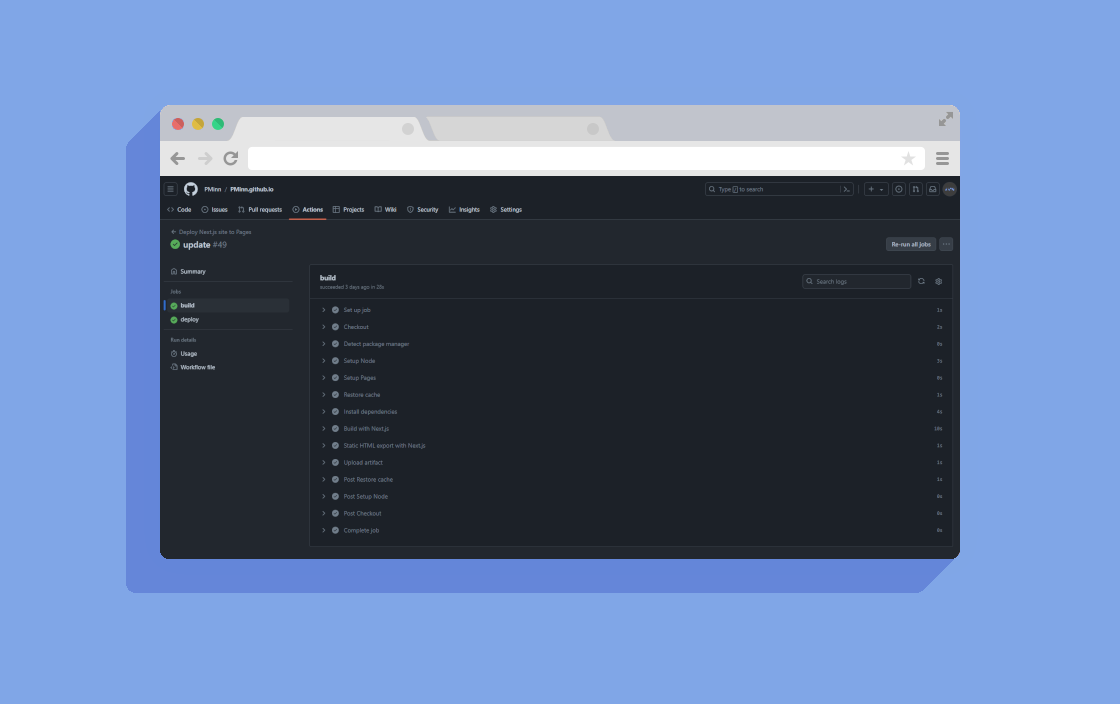 PMinn / PMinn.github.io
Type / to search
Code Issues Pull requests Actions Projects Wiki Security Insights Settings
Deploy Next.js site to Pages
update #49
Re-run all jobs
Summary
Jobs
build
deploy
Run details
Usage
Workflow file
build
succeeded 3 days ago in 28s
Search logs
Set up job 1s
Checkout
Detect package manager 0s
Setup Node
Setup Pages 0s
Restore cache 1s
Install dependencies 4s
Build with Next.js 10s
Static HTML export with Next.js 1s
Upload artifact 1s
Post Restore cache 1s
Post Setup Node 0s
Post Checkout 0s
Complete job 0s